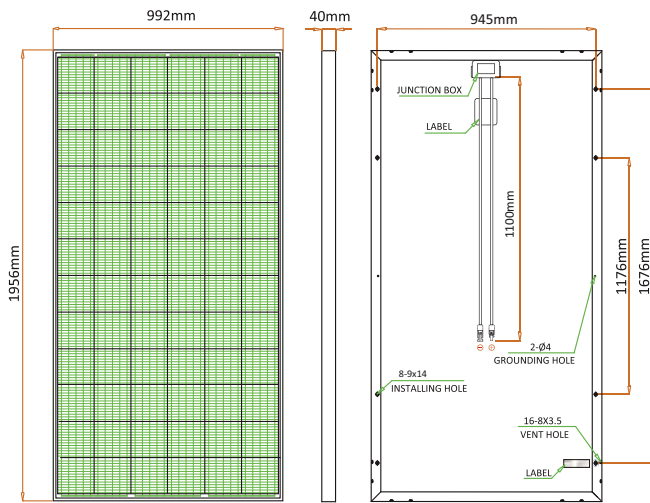 992mm
40mm
945mm
1956mm
JUNCTION BOX
LABEL
1100mm
1176mm
1676mm
2-Ø4
GROUNDING HOLE
8-9x14
INSTALLING HOLE
16-8X3.5
VENT HOLE
LABEL